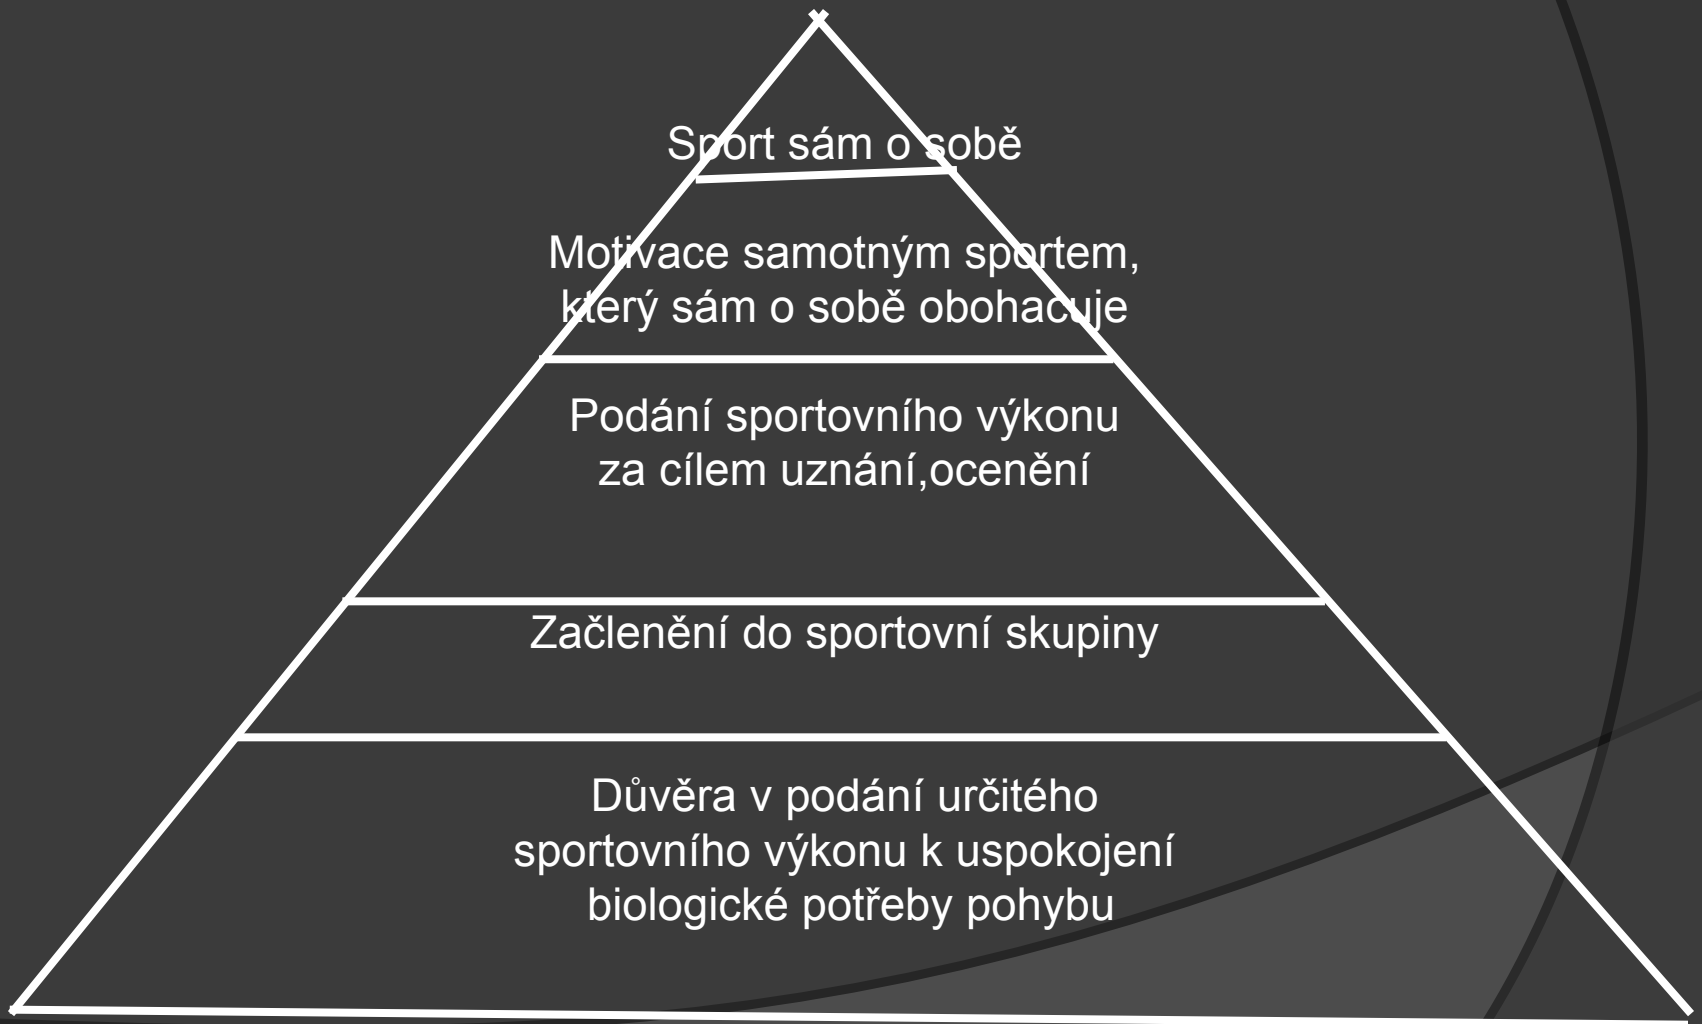 Sport sám o sobě
Motivace samotným sportem,
který sám o sobě obohacuje
Podání sportovního výkonu
za cílem uznání,ocenění
Začlenění do sportovní skupiny
Důvěra v podání určitého
sportovního výkonu k uspokojení
biologické potřeby pohybu